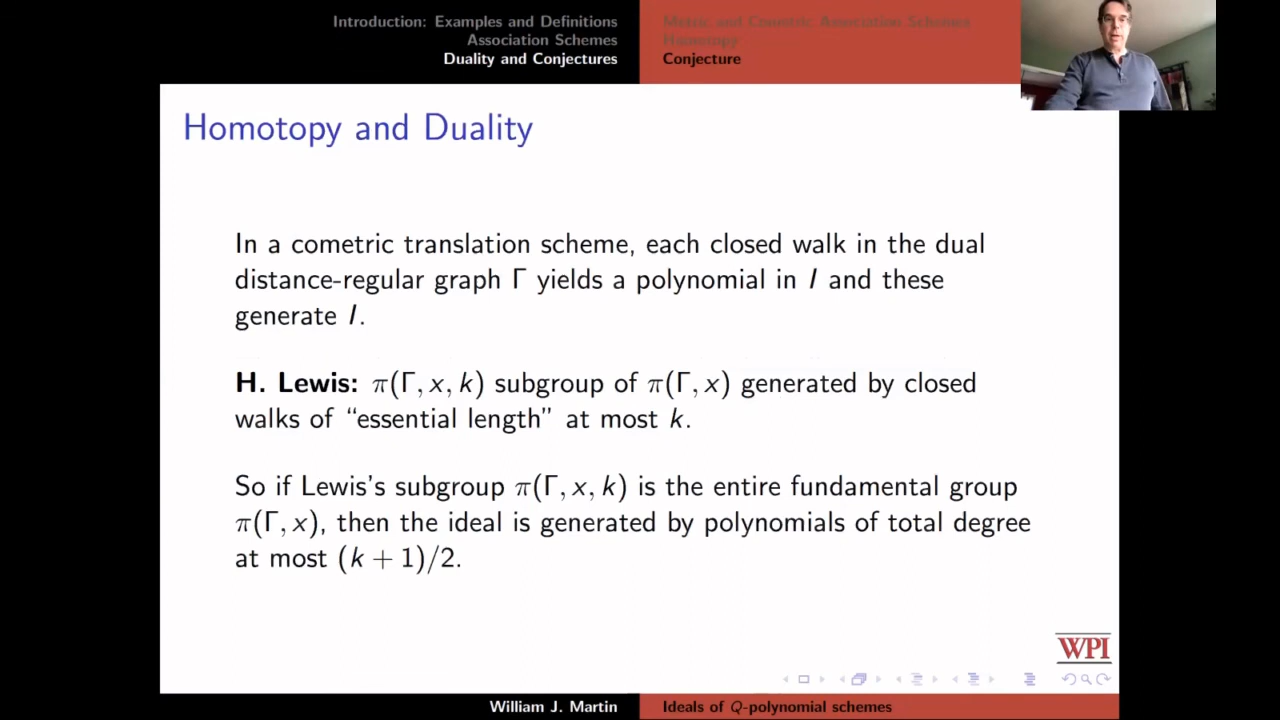 Introduction: Examples and Definitions
Association Schemes
Duality and Conjectures
Metric and Cometric Association Schemes
Homotopy
Conjecture
Homotopy and Duality
In a cometric translation scheme, each closed walk in the dual
distance-regular graph Γ yields a polynomial in I and these
generate I.
H. Lewis: π(Γ, x, k) subgroup of π(Γ, x) generated by closed
walks of “essential length” at most k.
So if Lewis's subgroup π(Γ, x, k) is the entire fundamental group
π(Γ, x), then the ideal is generated by polynomials of total degree
at most (k + 1)/2.
WPI
William J. Martin
Ideals of Q-polynomial schemes